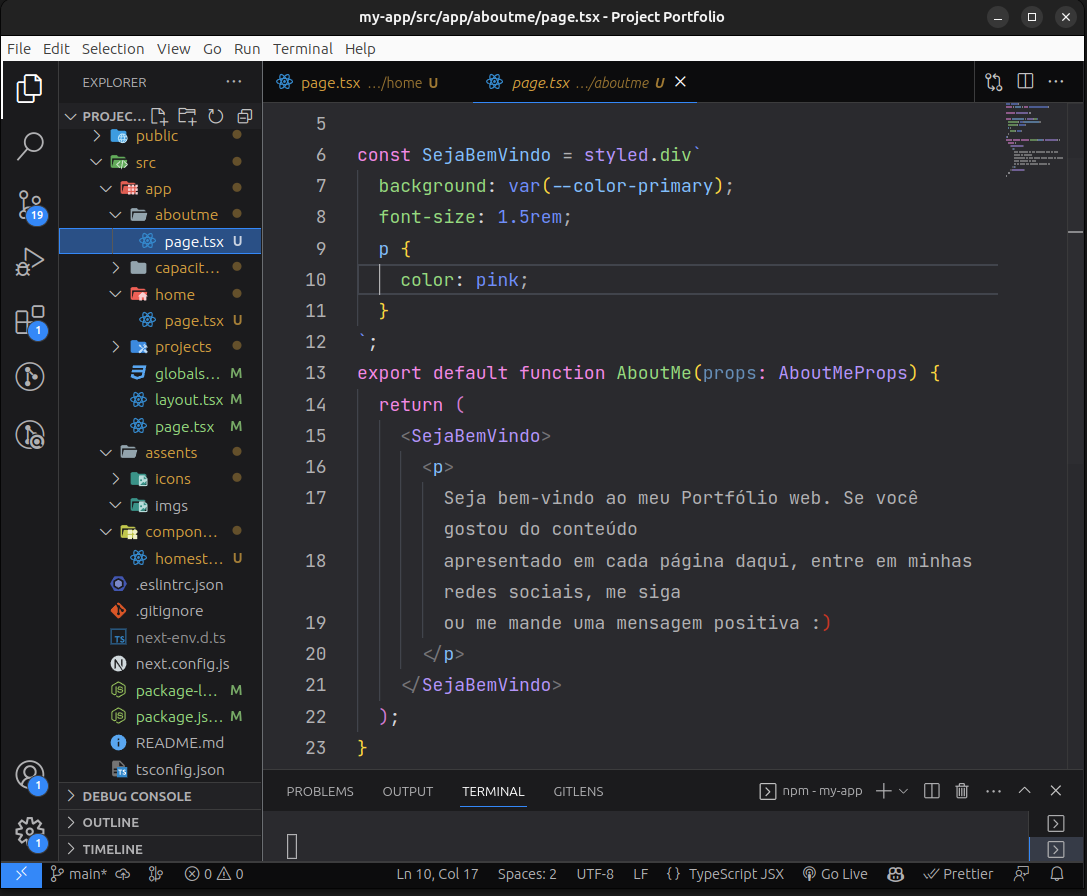 my-app/src/app/aboutme/page.tsx - Project Portfolio
File Edit Selection View Go Run Terminal Help
EXPLORER
PROJEC...
public
src
app
aboutme
page.tsx U
capacit...
home
page.tsx U
projects
globals... M
layout.tsx M
page.tsx M
assents
icons
imgs
compon...
homest... U
.eslintrc.json
.gitignore
next-env.d.ts
next.config.js
package-l... M
package.js... M
README.md
tsconfig.json
DEBUG CONSOLE
OUTLINE
TIMELINE
19
1
1
1
page.tsx .../home U
page.tsx .../aboutme U
5
6 const SejaBemVindo = styled.div`
7 background: var(--color-primary);
8 font-size: 1.5rem;
9 p {
10 color: pink;
11 }
12 `;
13 export default function AboutMe(props: AboutMeProps) {
14 return (
15 <SejaBemVindo>
16 <p>
17 Seja bem-vindo ao meu Portfólio web. Se você
gostou do conteúdo
18 apresentado em cada página daqui, entre em minhas
redes sociais, me siga
19 ou me mande uma mensagem positiva :)
20 </p>
21 </SejaBemVindo>
22 );
23 }
PROBLEMS OUTPUT TERMINAL GITLENS
npm - my-app
main* 0 0 Ln 10, Col 17 Spaces: 2 UTF-8 LF {} TypeScript JSX Go Live Prettier